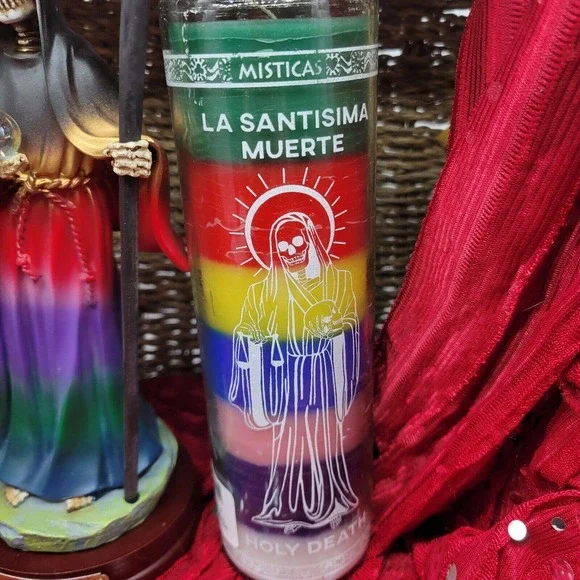 MISTICAS
LA SANTISIMA
MUERTE
HOLY DEATH